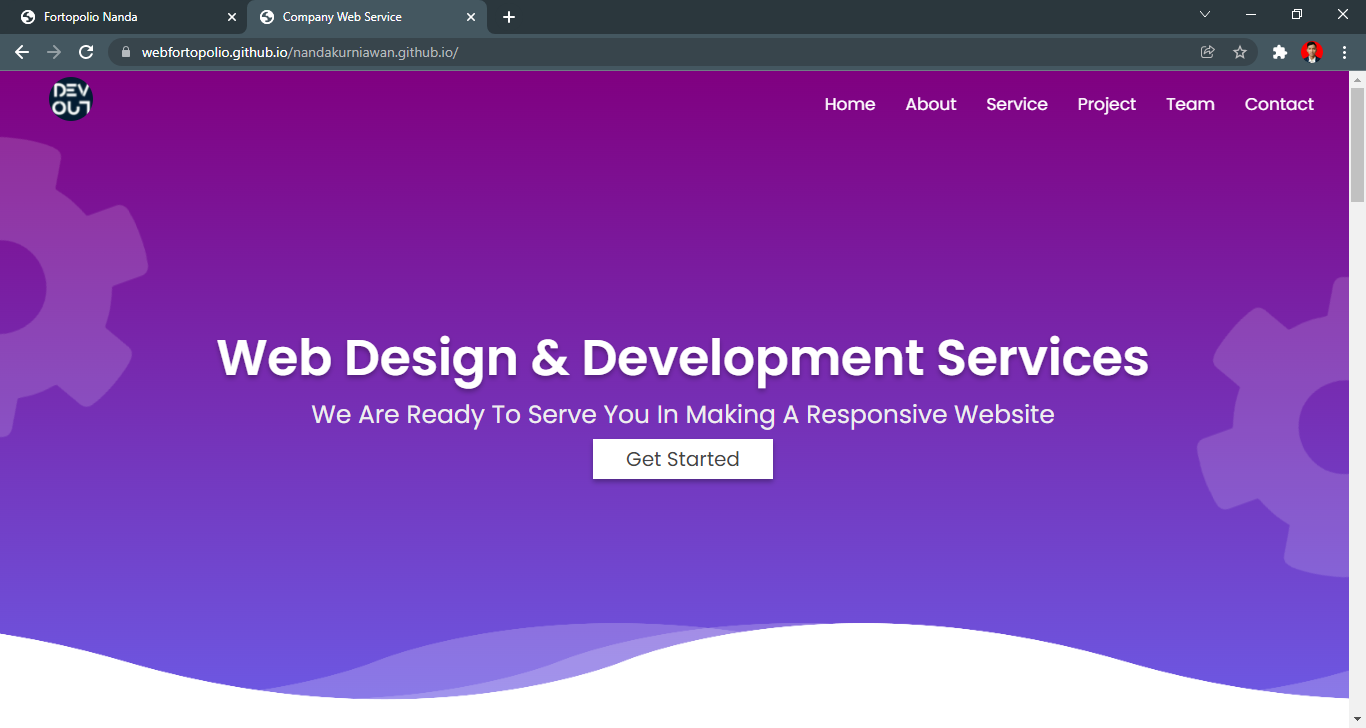 Fortopolio Nanda
Company Web Service
webfortopolio.github.io/nandakurniawan.github.io/
DEV
OUT
Home About Service Project Team Contact
Web Design & Development Services
We Are Ready To Serve You In Making A Responsive Website
Get Started